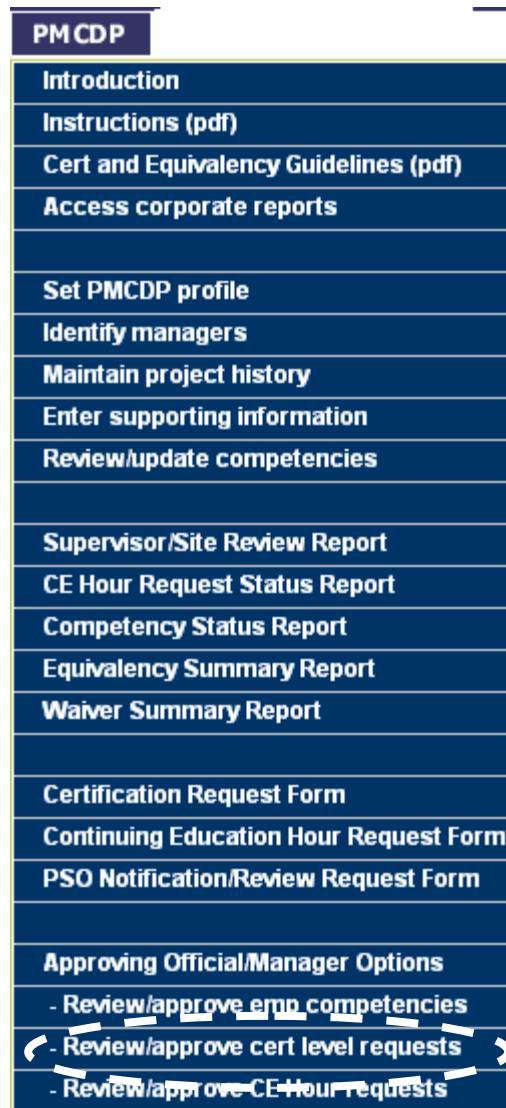 PMCDP
Introduction
Instructions (pdf)
Cert and Equivalency Guidelines (pdf)
Access corporate reports
Set PMCDP profile
Identify managers
Maintain project history
Enter supporting information
Review/update competencies
Supervisor/Site Review Report
CE Hour Request Status Report
Competency Status Report
Equivalency Summary Report
Waiver Summary Report
Certification Request Form
Continuing Education Hour Request Form
PSO Notification/Review Request Form
Approving Official/Manager Options
- Review/approve emp competencies
- Review/approve cert level requests
- Review/approve CE Hour requests